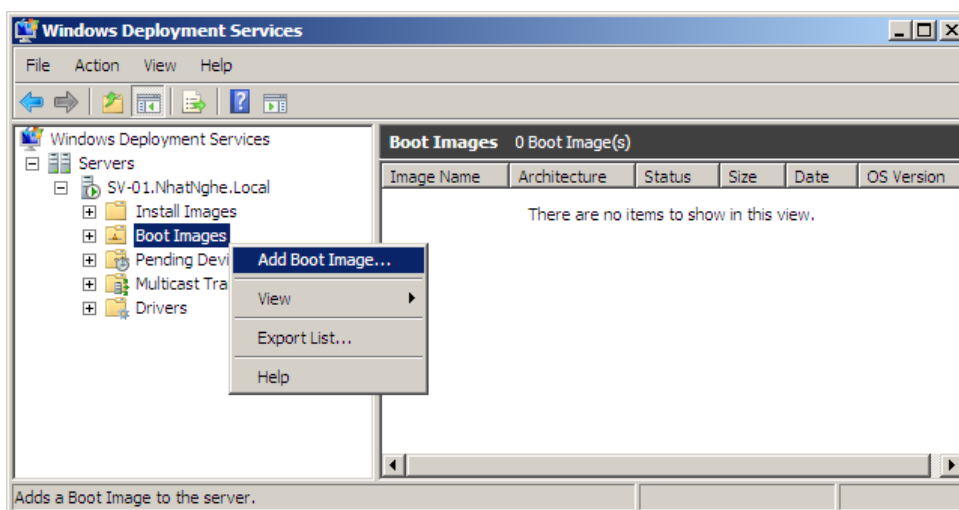 Windows Deployment Services
File Action View Help
Windows Deployment Services
Servers
SV-01.NhatNghe.Local
Install Images
Boot Images
Pending Devi
Multicast Tra
Drivers
Add Boot Image...
View
Export List...
Help
Boot Images 0 Boot Image(s)
Image Name Architecture Status Size Date OS Version
There are no items to show in this view.
Adds a Boot Image to the server.